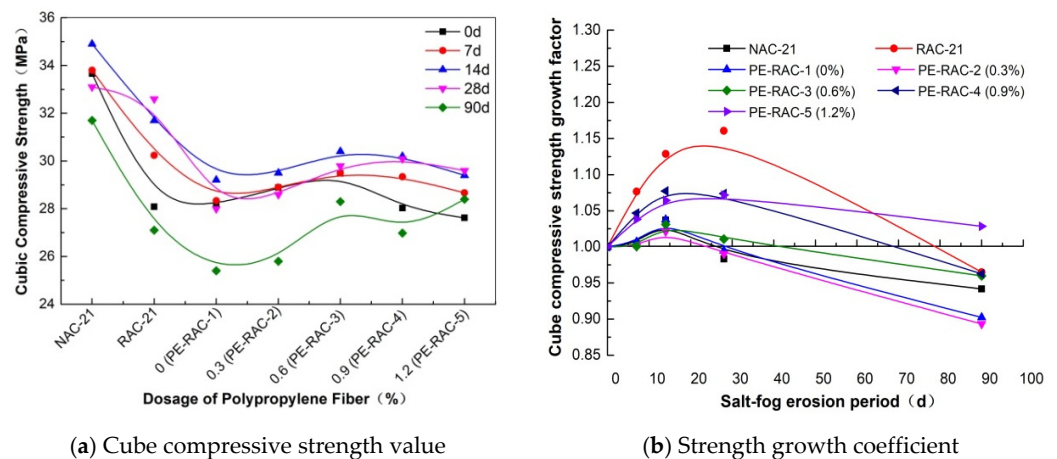 36
34
32
30
28
26
24
Cubic Compressive Strength (MPa)
0d
7d
14d
28d
90d
NAC-21
RAC-21
0 (PE-RAC-1)
0.3 (PE-RAC-2)
0.6 (PE-RAC-3)
0.9 (PE-RAC-4)
1.2 (PE-RAC-5)
Dosage of Polypropylene Fiber (%)
(a) Cube compressive strength value
1.30
1.25
1.20
1.15
1.10
1.05
1.00
0.95
0.90
0.85
Cube compressive strength growth factor
NAC-21 RAC-21
PE-RAC-1 (0%) PE-RAC-2 (0.3%)
PE-RAC-3 (0.6%) PE-RAC-4 (0.9%)
PE-RAC-5 (1.2%)
0 10 20 30 40 50 60 70 80 90 100
Salt-fog erosion period (d)
(b) Strength growth coefficient